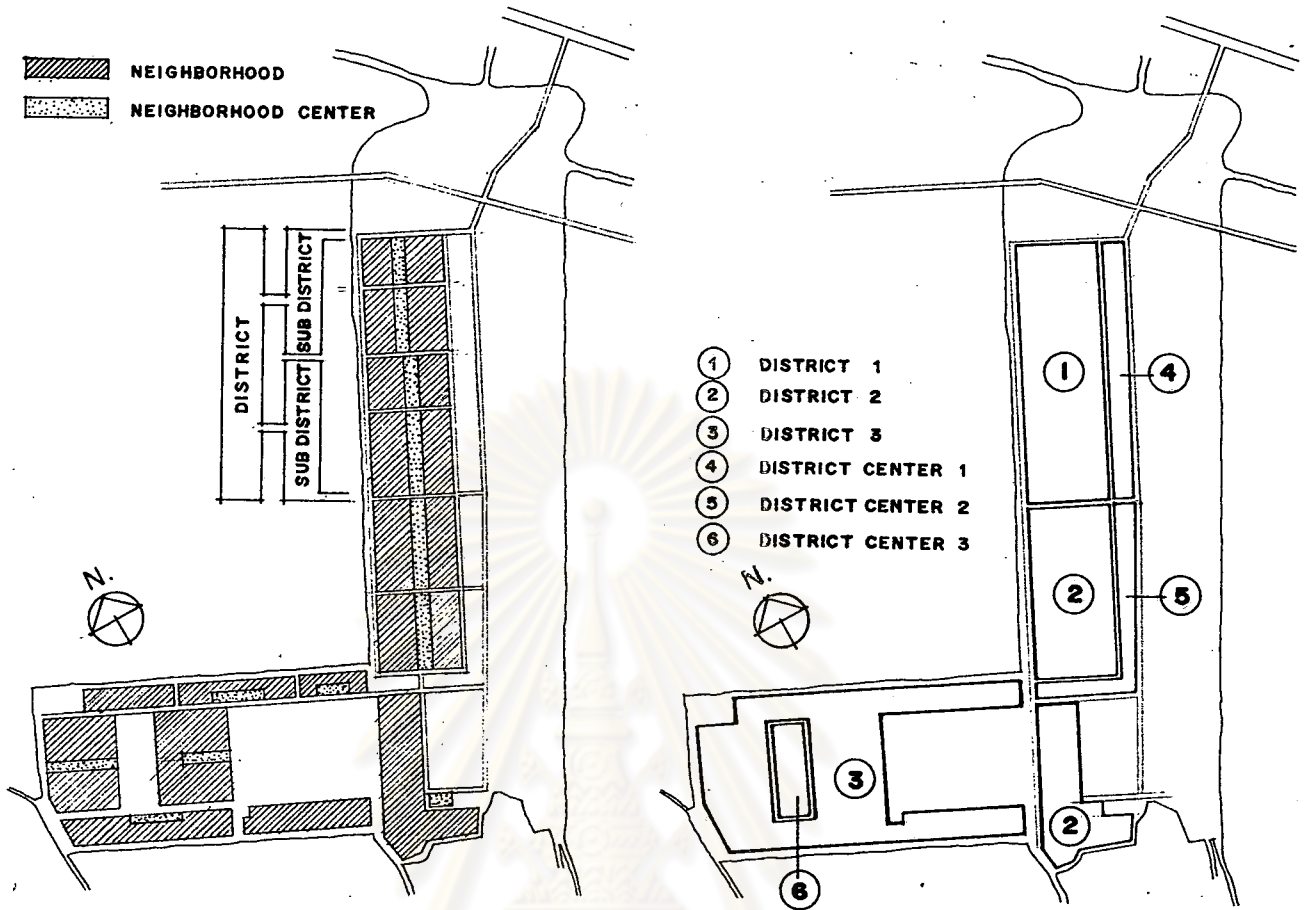 NEIGHBORHOOD
NEIGHBORHOOD CENTER
DISTRICT
SUB DISTRICT
SUB DISTRICT
N.
1 DISTRICT 1
2 DISTRICT 2
3 DISTRICT 3
4 DISTRICT CENTER 1
5 DISTRICT CENTER 2
6 DISTRICT CENTER 3
N.
1
4
2
5
3
2
6